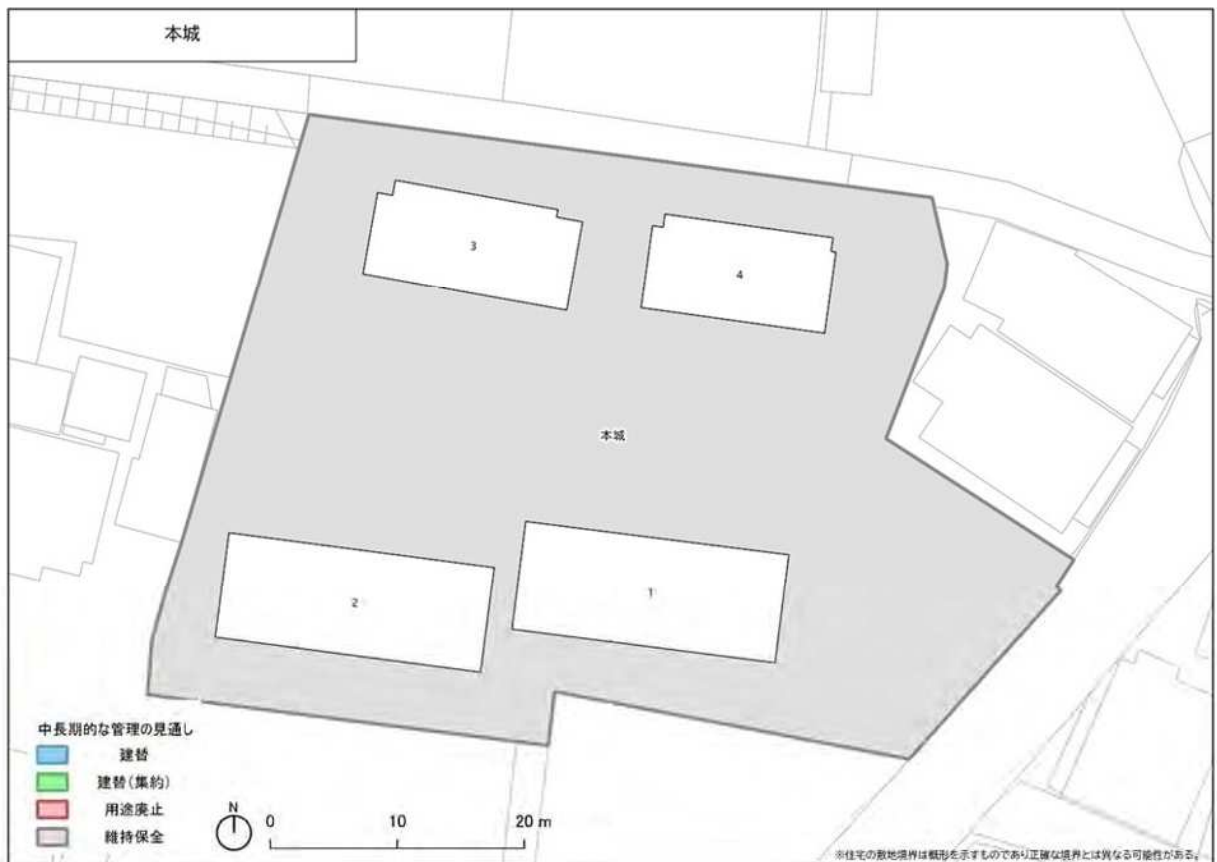 本城
3
4
本城
2
1
中長期的な管理の見通し
建替
建替(集約)
用途廃止
維持保全
N
0 10 20 m
※住宅の敷地境界は概形を示すものであり正確な境界とは異なる可能性がある。